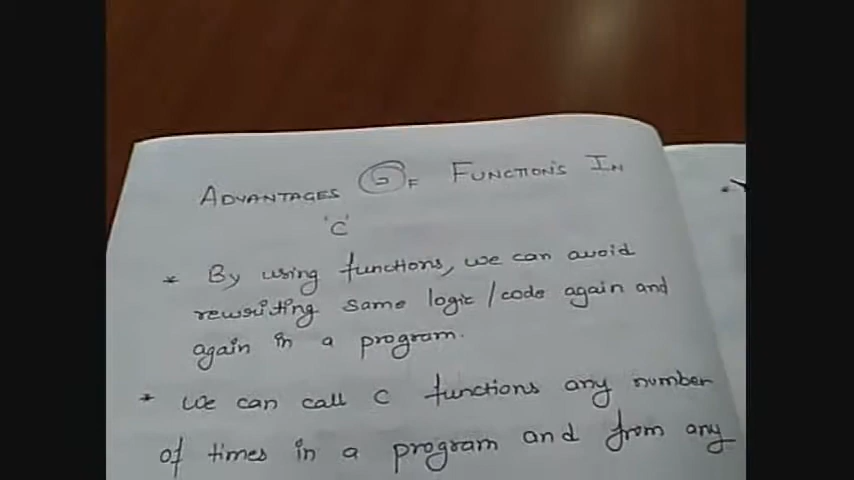 ADVANTAGES OF FUNCTIONS IN
'C'
* By using functions, we can avoid
rewriting same logic / code again and
again in a program.
* We can call C functions any number
of times in a program and from any